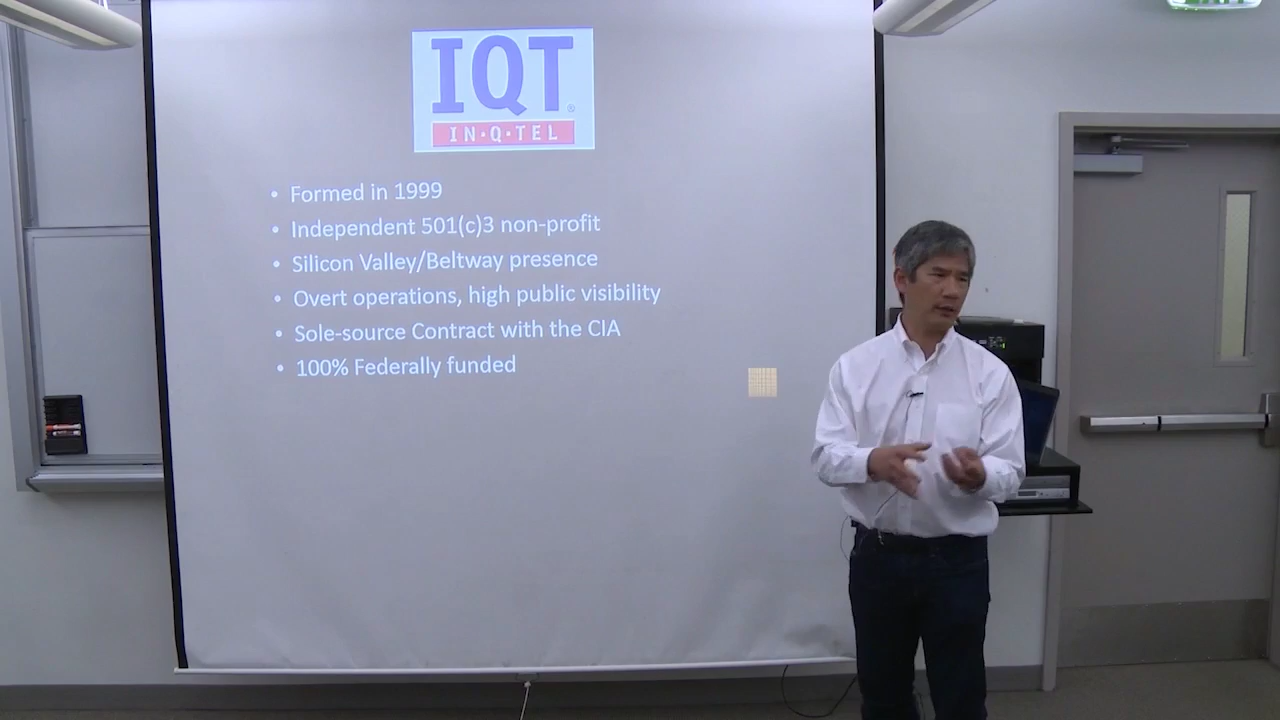 IQT®
IN·Q·TEL
• Formed in 1999
• Independent 501(c)3 non-profit
• Silicon Valley/Beltway presence
• Overt operations, high public visibility
• Sole-source Contract with the CIA
• 100% Federally funded